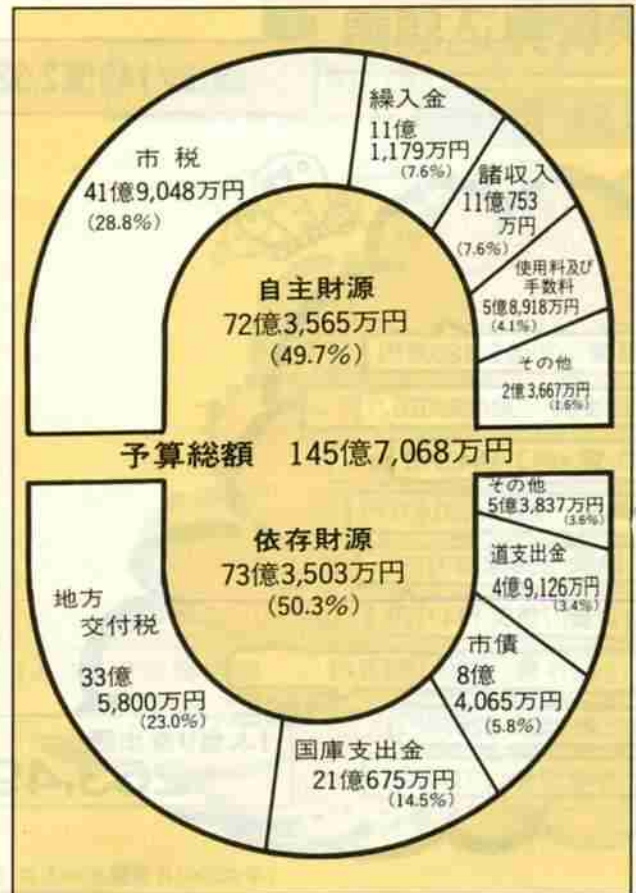 市税
41億9,048万円
(28.8%)
繰入金
11億
1,179万円
(7.6%)
諸収入
11億753
万円
(7.6%)
使用料及び
手数料
5億8,918万円
(4.1%)
その他
2億3,667万円
(1.6%)
自主財源
72億3,565万円
(49.7%)
予算総額 145億7,068万円
依存財源
73億3,503万円
(50.3%)
その他
5億3,837万円
(3.6%)
道支出金
4億9,126万円
(3.4%)
市債
8億
4,065万円
(5.8%)
国庫支出金
21億675万円
(14.5%)
地方
交付税
33億
5,800万円
(23.0%)